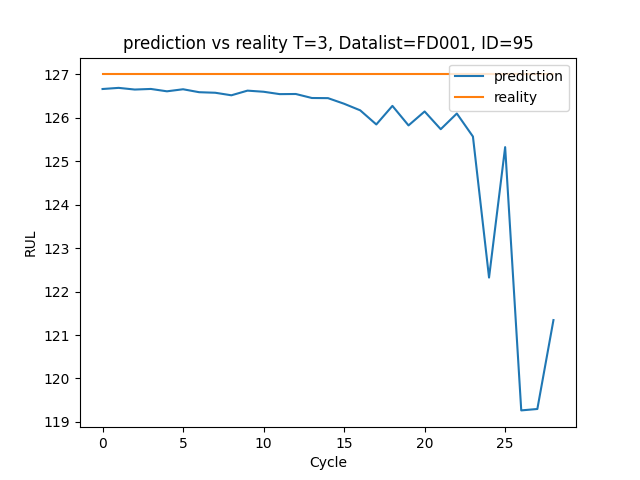 prediction vs reality T=3, Datalist=FD001, ID=95
127
126
125
124
123
122
121
120
119
RUL
prediction
reality
0 5 10 15 20 25
Cycle